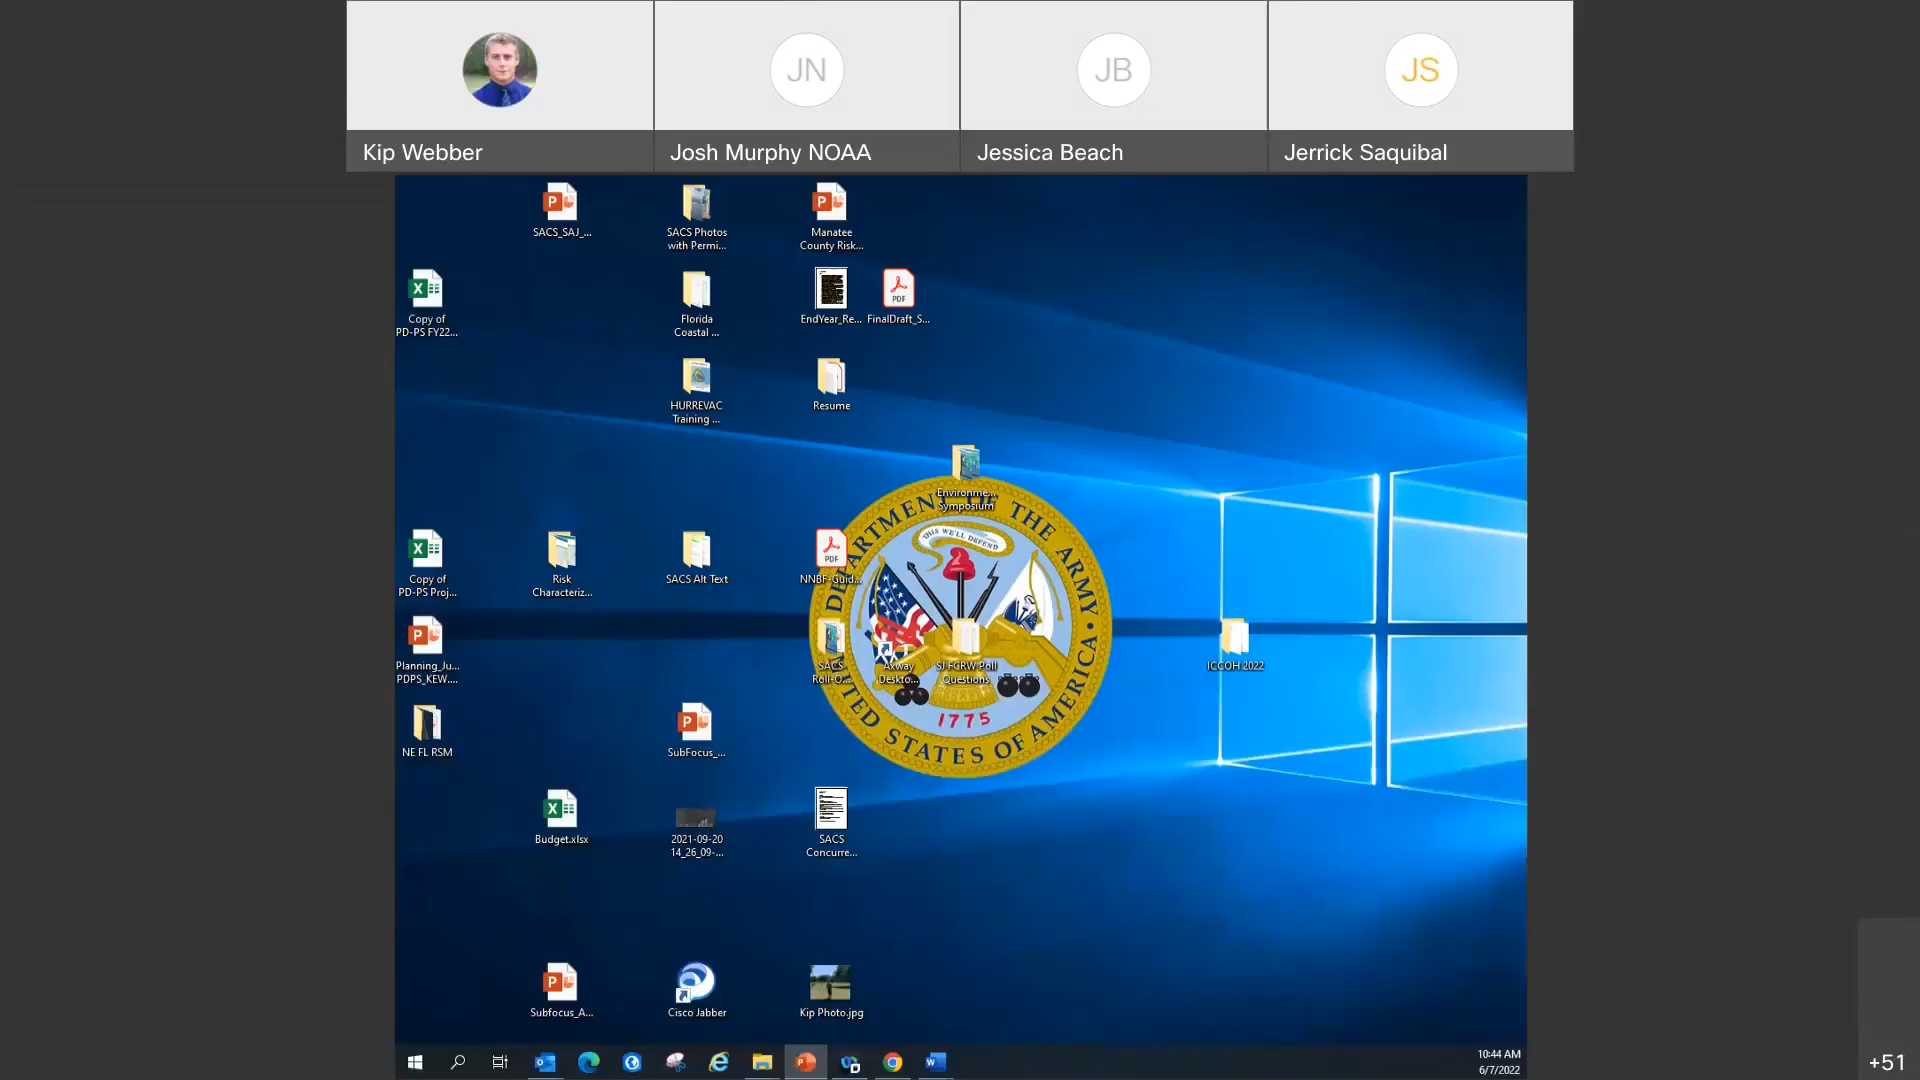 JN
JB
JS
Kip Webber
Josh Murphy NOAA
Jessica Beach
Jerrick Saquibal
SACS_SAJ_...
SACS Photos
with Permi...
Manatee
County Risk...
Copy of
PD-PS FY22...
Florida
Coastal ...
EndYear_Re...
PDF
FinalDraft_S...
HURREVAC
Training ...
Resume
Environme...
Symposium
DEPARTMENT OF THE ARMY
THIS WE'LL DEFEND
Copy of
PD-PS Proj...
Risk
Characteriz...
SACS Alt Text
PDF
NNBF-Guid...
Planning_Ju...
PDPS_KEW....
SACS
Roll-O...
Axway
Deskto...
SJ FCRW Poll
Questions
ICCOH 2022
1775
UNITED STATES OF AMERICA
NE FL RSM
SubFocus_...
Budget.xlsx
2021-09-20
14_26_09-...
SACS
Concurre...
Subfocus_A...
Cisco Jabber
Kip Photo.jpg
10:44 AM
6/7/2022
+51